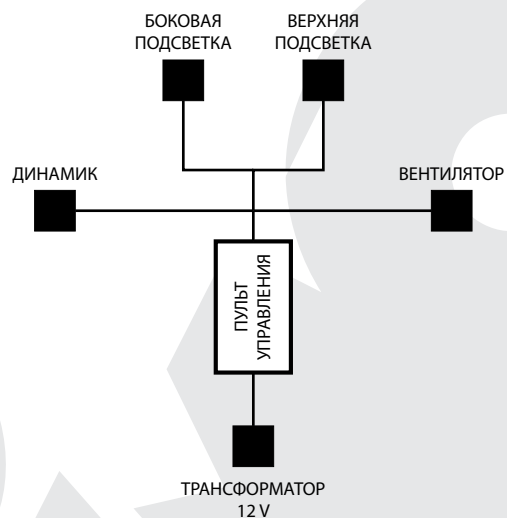 БОКОВАЯ
ПОДСВЕТКА
ВЕРХНЯЯ
ПОДСВЕТКА
ДИНАМИК
ВЕНТИЛЯТОР
ПУЛЬТ
УПРАВЛЕНИЯ
ТРАНСФОРМАТОР
12 V